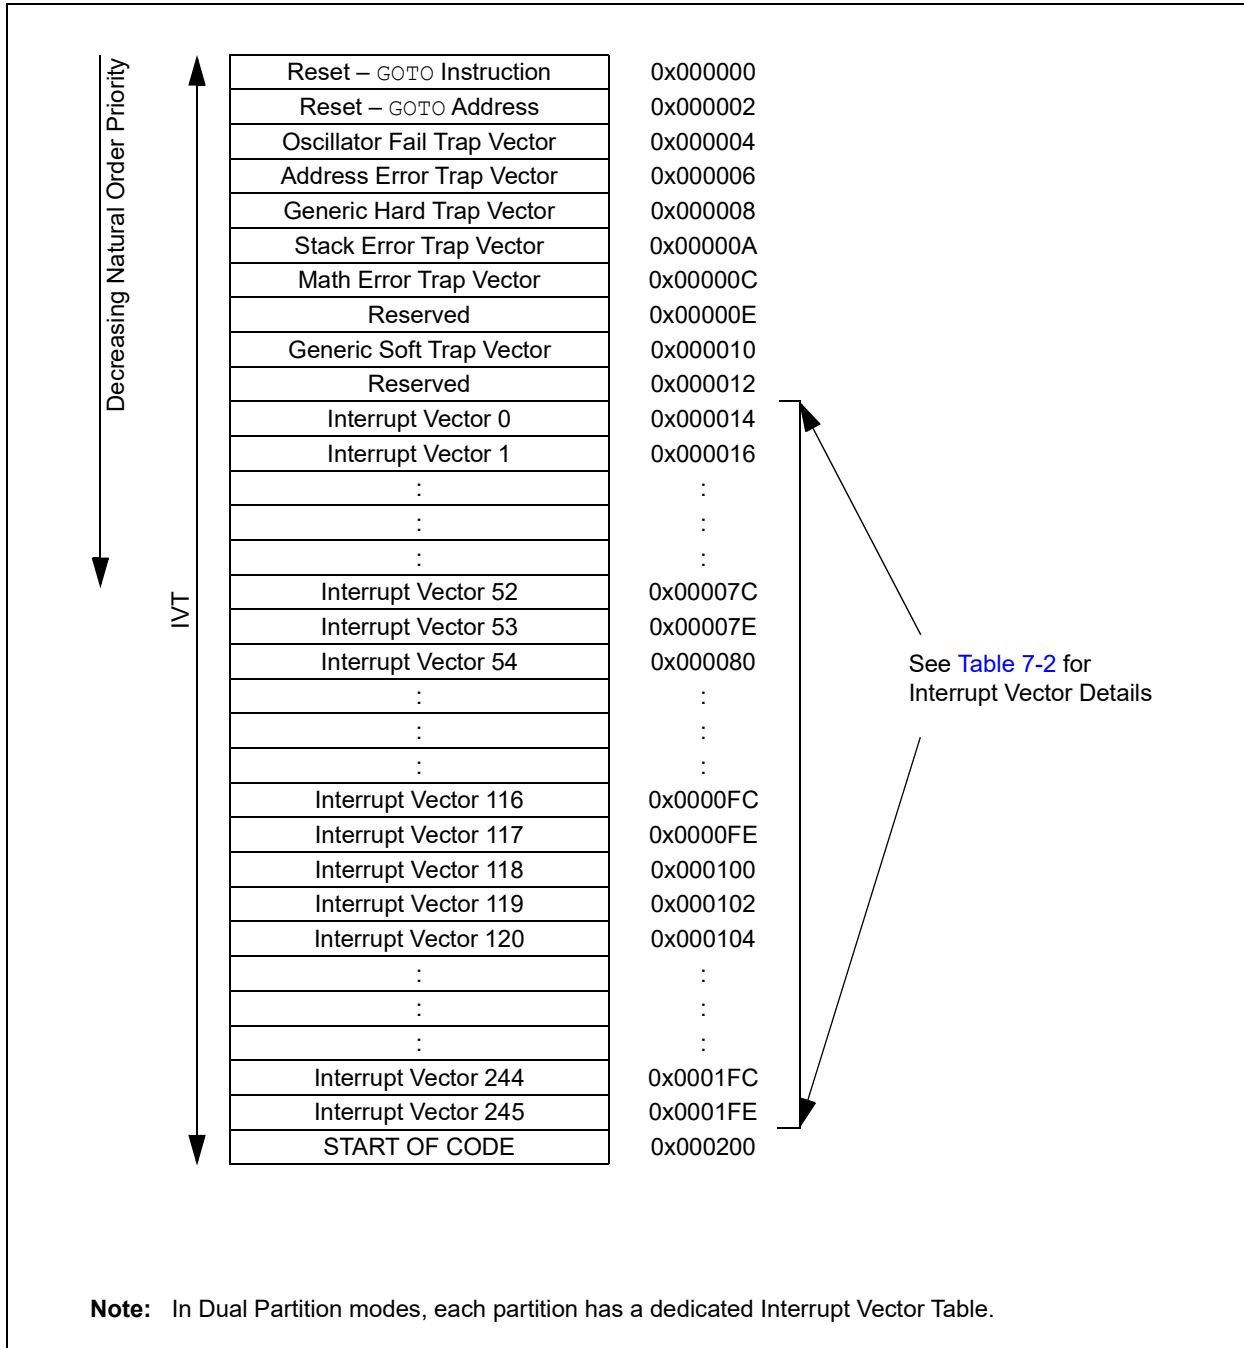 Decreasing Natural Order Priority
IVT
Reset – GOTO Instruction 0x000000
Reset – GOTO Address 0x000002
Oscillator Fail Trap Vector 0x000004
Address Error Trap Vector 0x000006
Generic Hard Trap Vector 0x000008
Stack Error Trap Vector 0x00000A
Math Error Trap Vector 0x00000C
Reserved 0x00000E
Generic Soft Trap Vector 0x000010
Reserved 0x000012
Interrupt Vector 0 0x000014
Interrupt Vector 1 0x000016
: :
: :
: :
Interrupt Vector 52 0x00007C
Interrupt Vector 53 0x00007E
Interrupt Vector 54 0x000080
: :
: :
: :
Interrupt Vector 116 0x0000FC
Interrupt Vector 117 0x0000FE
Interrupt Vector 118 0x000100
Interrupt Vector 119 0x000102
Interrupt Vector 120 0x000104
: :
: :
: :
Interrupt Vector 244 0x0001FC
Interrupt Vector 245 0x0001FE
START OF CODE 0x000200
See Table 7-2 for
Interrupt Vector Details
Note: In Dual Partition modes, each partition has a dedicated Interrupt Vector Table.